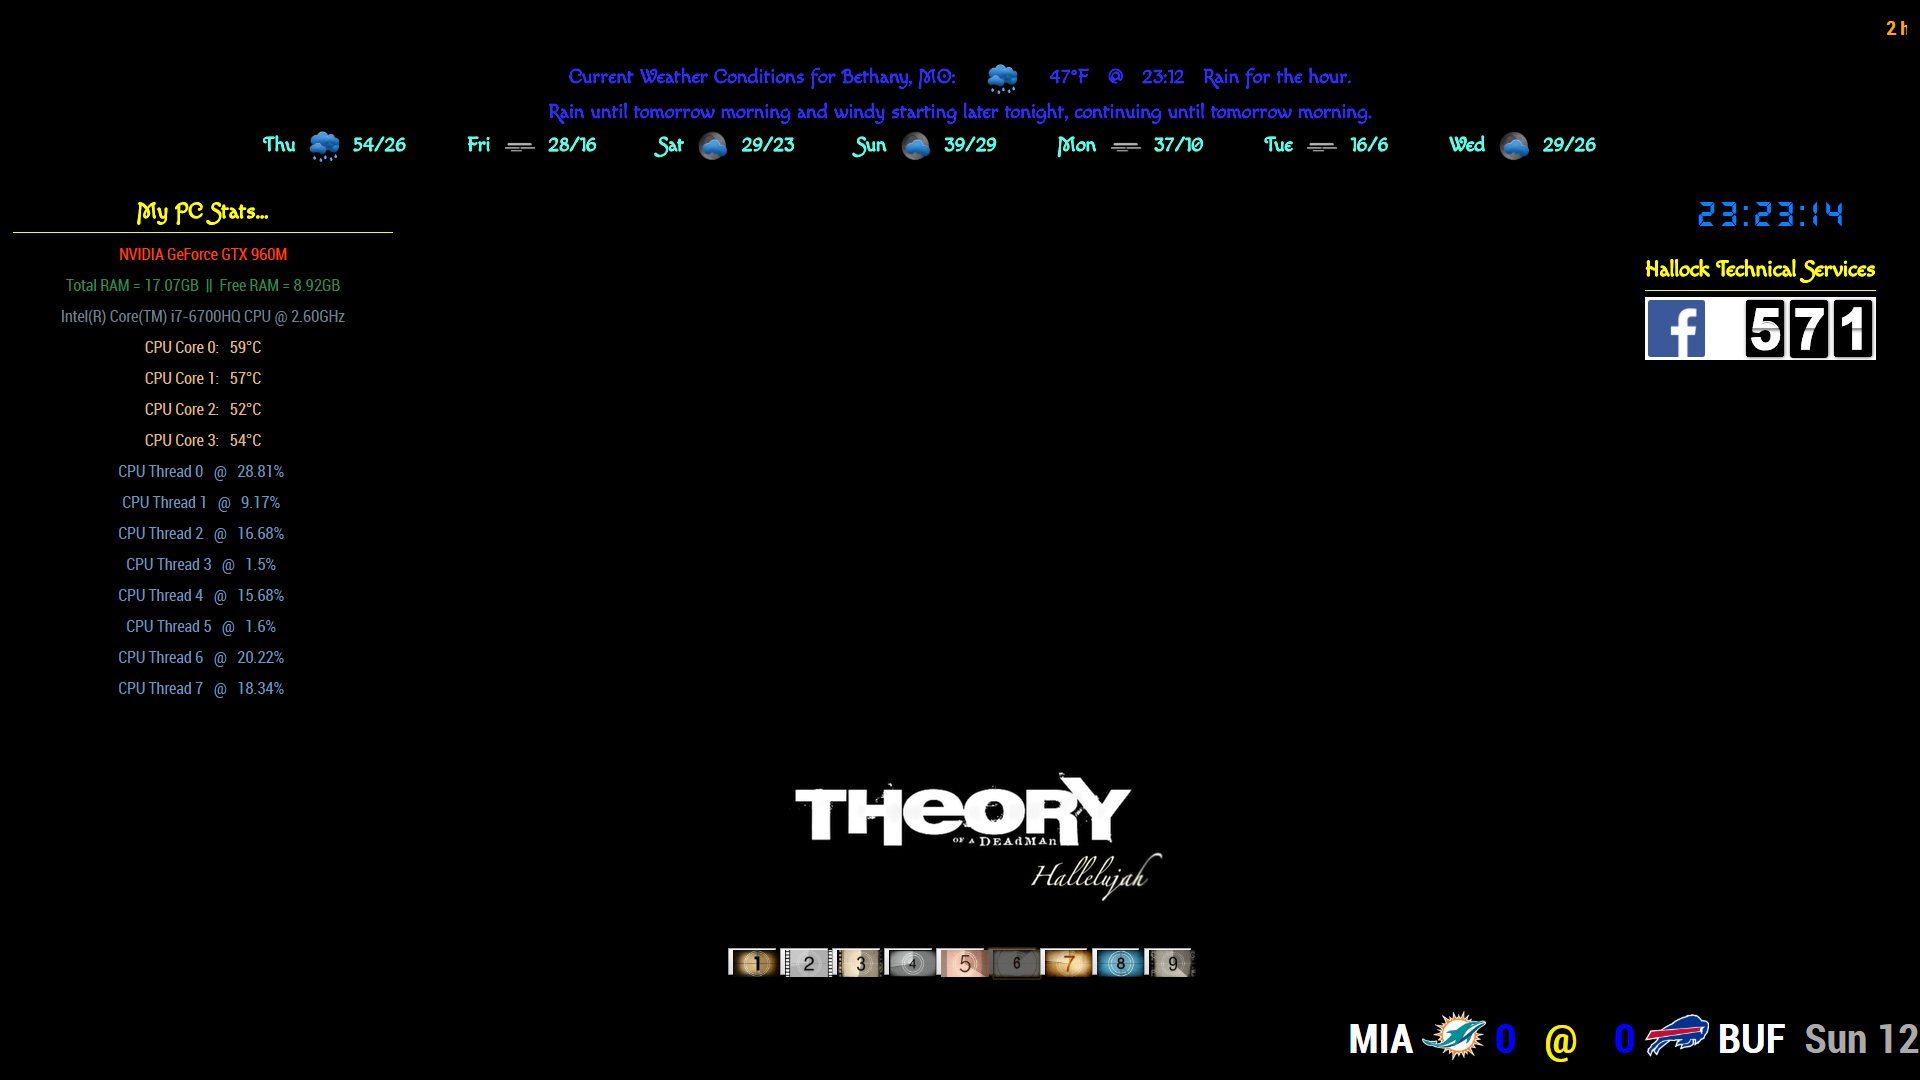 2 h
Current Weather Conditions for Bethany, MO: 47°F @ 23:12 Rain for the hour.
Rain until tomorrow morning and windy starting later tonight, continuing until tomorrow morning.
Thu 54/26 Fri 28/16 Sat 29/23 Sun 39/29 Mon 37/10 Tue 16/6 Wed 29/26
My PC Stats...
NVIDIA GeForce GTX 960M
Total RAM = 17.07GB || Free RAM = 8.92GB
Intel(R) Core(TM) i7-6700HQ CPU @ 2.60GHz
CPU Core 0: 59°C
CPU Core 1: 57°C
CPU Core 2: 52°C
CPU Core 3: 54°C
CPU Thread 0 @ 28.81%
CPU Thread 1 @ 9.17%
CPU Thread 2 @ 16.68%
CPU Thread 3 @ 1.5%
CPU Thread 4 @ 15.68%
CPU Thread 5 @ 1.6%
CPU Thread 6 @ 20.22%
CPU Thread 7 @ 18.34%
23:23:14
Hallock Technical Services
f 571
THEORY
OF A DEADMAN
Hallelujah
1 2 3 4 5 6 7 8 9
MIA 0 @ 0 BUF Sun 12